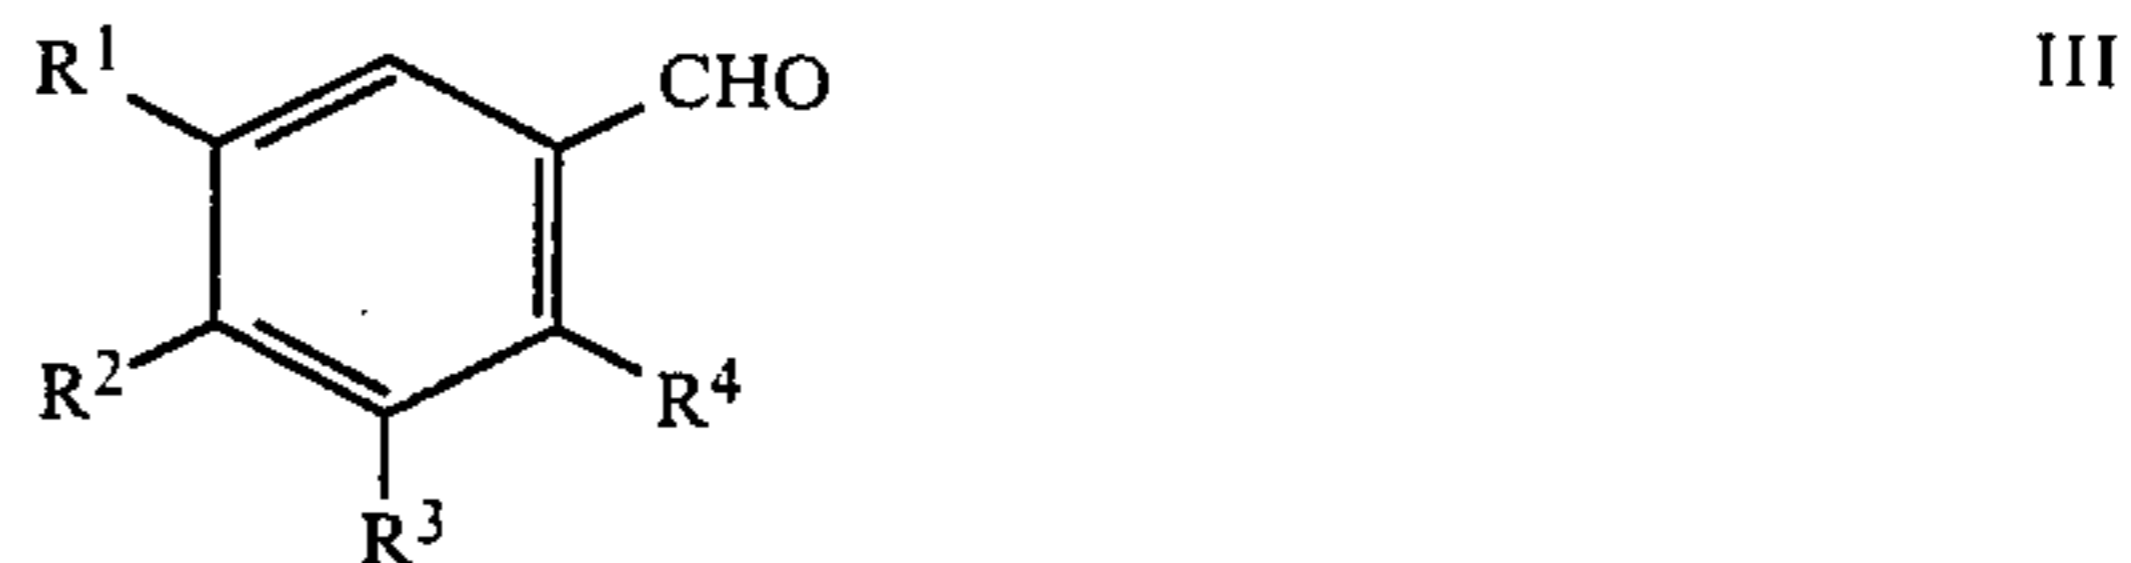 R¹
CHO
III
R²
R⁴
R³